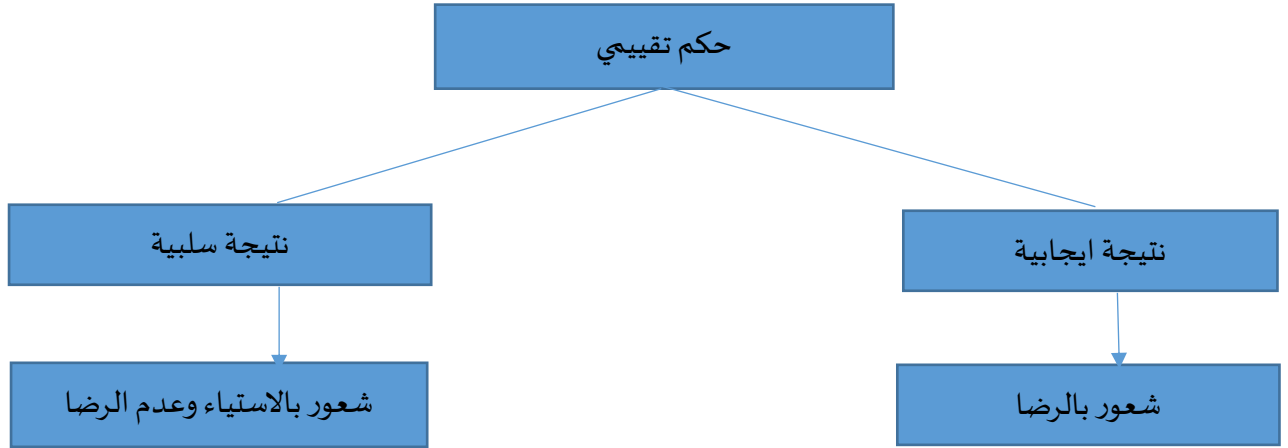 حكم تقييمي
نتيجة ايجابية
نتيجة سلبية
شعور بالرضا
شعور بالاستياء وعدم الرضا